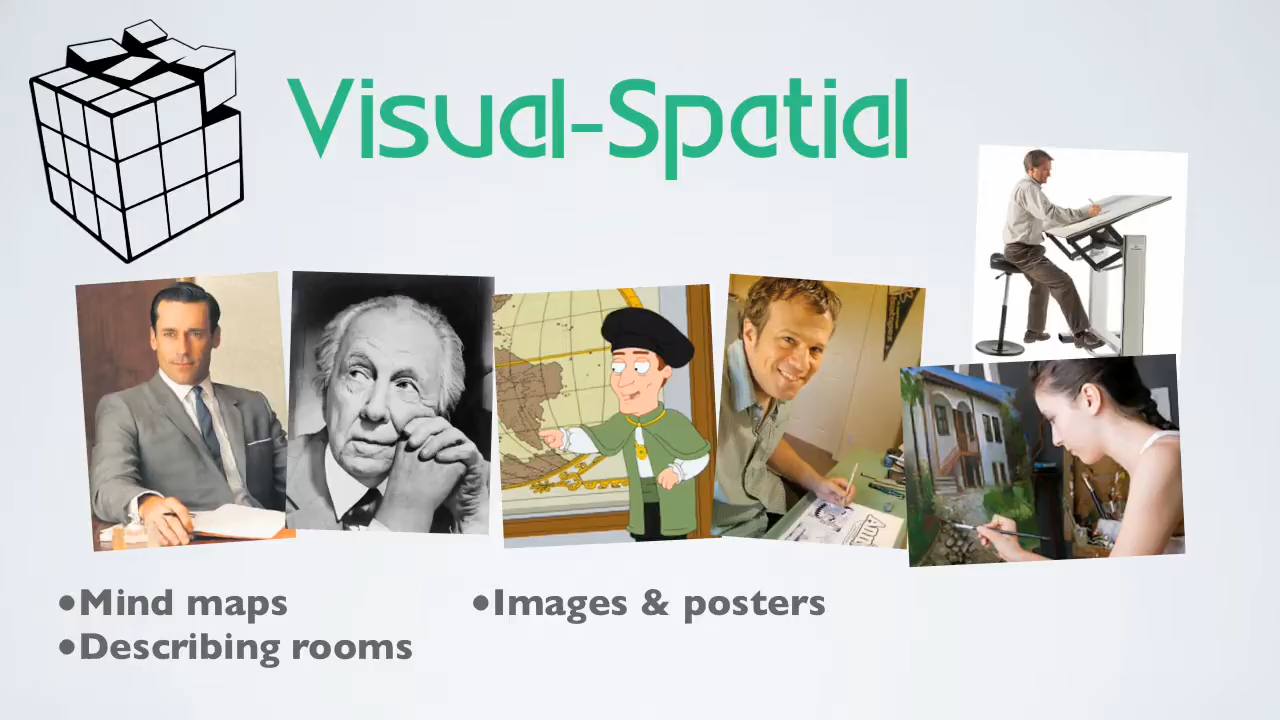 Visual-Spatial
•Mind maps
•Describing rooms
•Images & posters